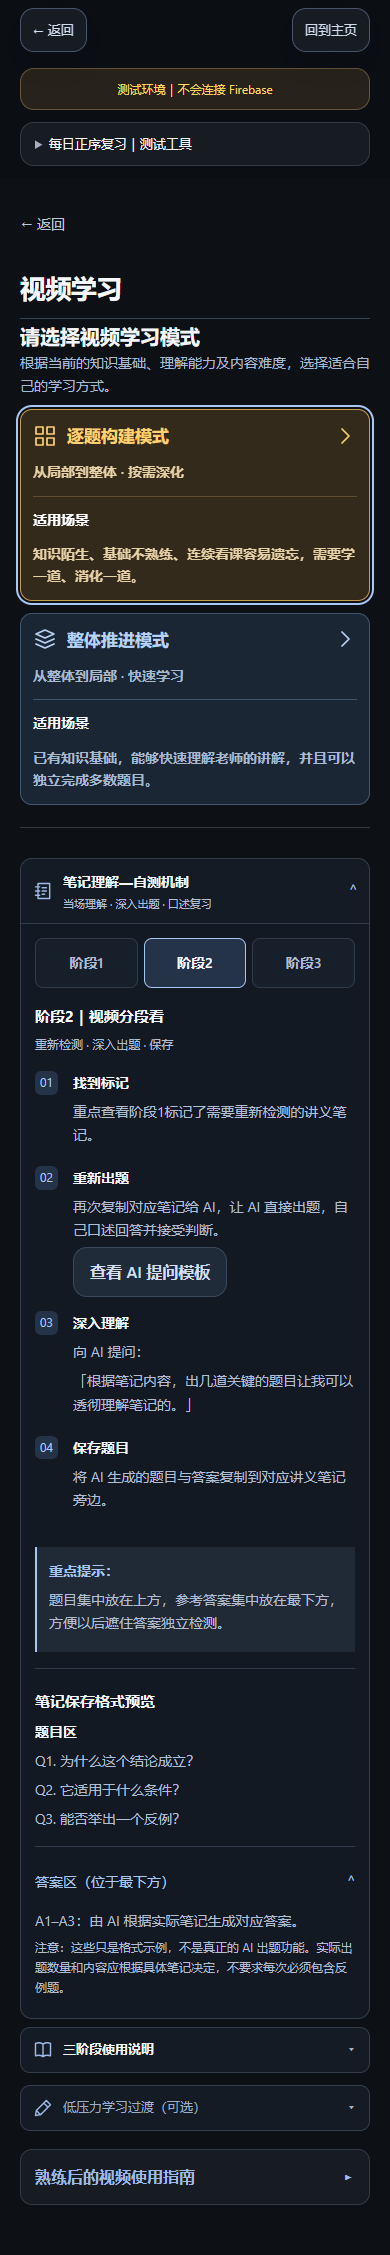 ← 返回
回到主页
测试环境 | 不会连接 Firebase
▶ 每日正序复习 | 测试工具
← 返回
视频学习
请选择视频学习模式
根据当前的知识基础、理解能力及内容难度，选择适合自
己的学习方式。
逐题构建模式
从局部到整体 · 按需深化
适用场景
知识陌生、基础不熟练、连续看课容易遗忘，需要学
一道、消化一道。
整体推进模式
从整体到局部 · 快速学习
适用场景
已有知识基础，能够快速理解老师的讲解，并且可以
独立完成多数题目。
笔记理解—自测机制
当场理解 · 深入出题 · 口述复习
阶段1
阶段2
阶段3
阶段2 | 视频分段看
重新检测 · 深入出题 · 保存
01 找到标记
重点查看阶段1标记了需要重新检测的讲义笔
记。
02 重新出题
再次复制对应笔记给 AI，让 AI 直接出题，自
己口述回答并接受判断。
查看 AI 提问模板
03 深入理解
向 AI 提问：
「根据笔记内容，出几道关键的题目让我可以
透彻理解笔记的。」
04 保存题目
将 AI 生成的题目与答案复制到对应讲义笔记
旁边。
重点提示：
题目集中放在上方，参考答案集中放在最下方，
方便以后遮住答案独立检测。
笔记保存格式预览
题目区
Q1. 为什么这个结论成立？
Q2. 它适用于什么条件？
Q3. 能否举出一个反例？
答案区（位于最下方）
A1–A3：由 AI 根据实际笔记生成对应答案。
注意：这些只是格式示例，不是真正的 AI 出题功能。实际出
题数量和内容应根据具体笔记决定，不要求每次必须包含反
例题。
三阶段使用说明
低压力学习过渡（可选）
熟练后的视频使用指南